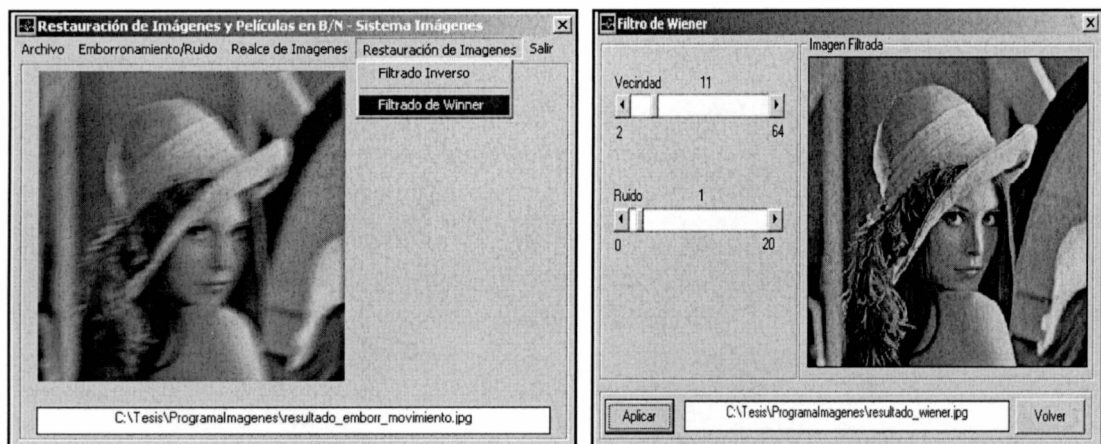 Restauración de Imágenes y Películas en B/N - Sistema Imágenes
Archivo Emborronamiento/Ruido Realce de Imagenes Restauración de Imagenes Salir
Filtrado Inverso
Filtrado de Winner
C:\Tesis\ProgramaImagenes\resultado_emborr_movimiento.jpg
Filtro de Wiener
Imagen Filtrada
Vecindad 11
2 64
Ruido 1
0 20
Aplicar C:\Tesis\ProgramaImagenes\resultado_wiener.jpg Volver